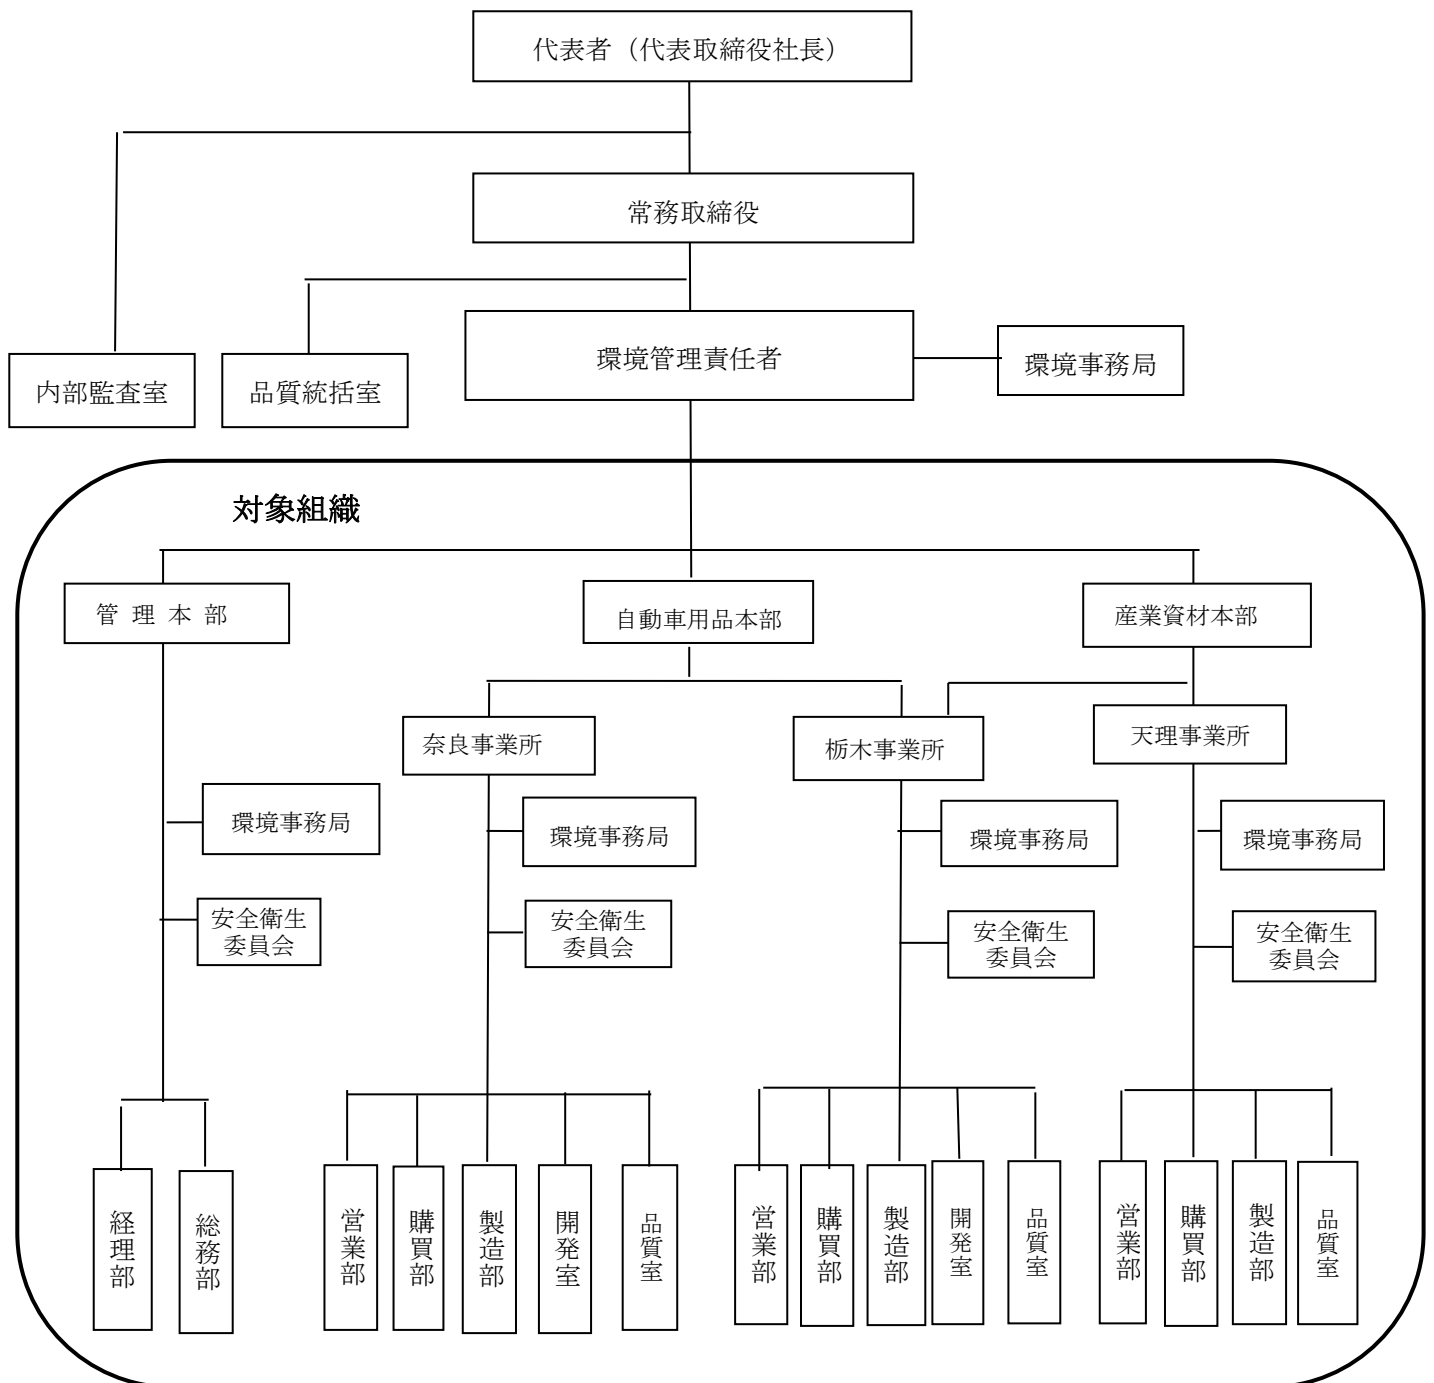 代表者（代表取締役社長）
常務取締役
環境管理責任者
環境事務局
内部監査室
品質統括室
対象組織
管 理 本 部
自動車用品本部
産業資材本部
奈良事業所
栃木事業所
天理事業所
環境事務局
環境事務局
環境事務局
環境事務局
安全衛生
委員会
安全衛生
委員会
安全衛生
委員会
安全衛生
委員会
経理部
総務部
営業部
購買部
製造部
開発室
品質室
営業部
購買部
製造部
開発室
品質室
営業部
購買部
製造部
品質室